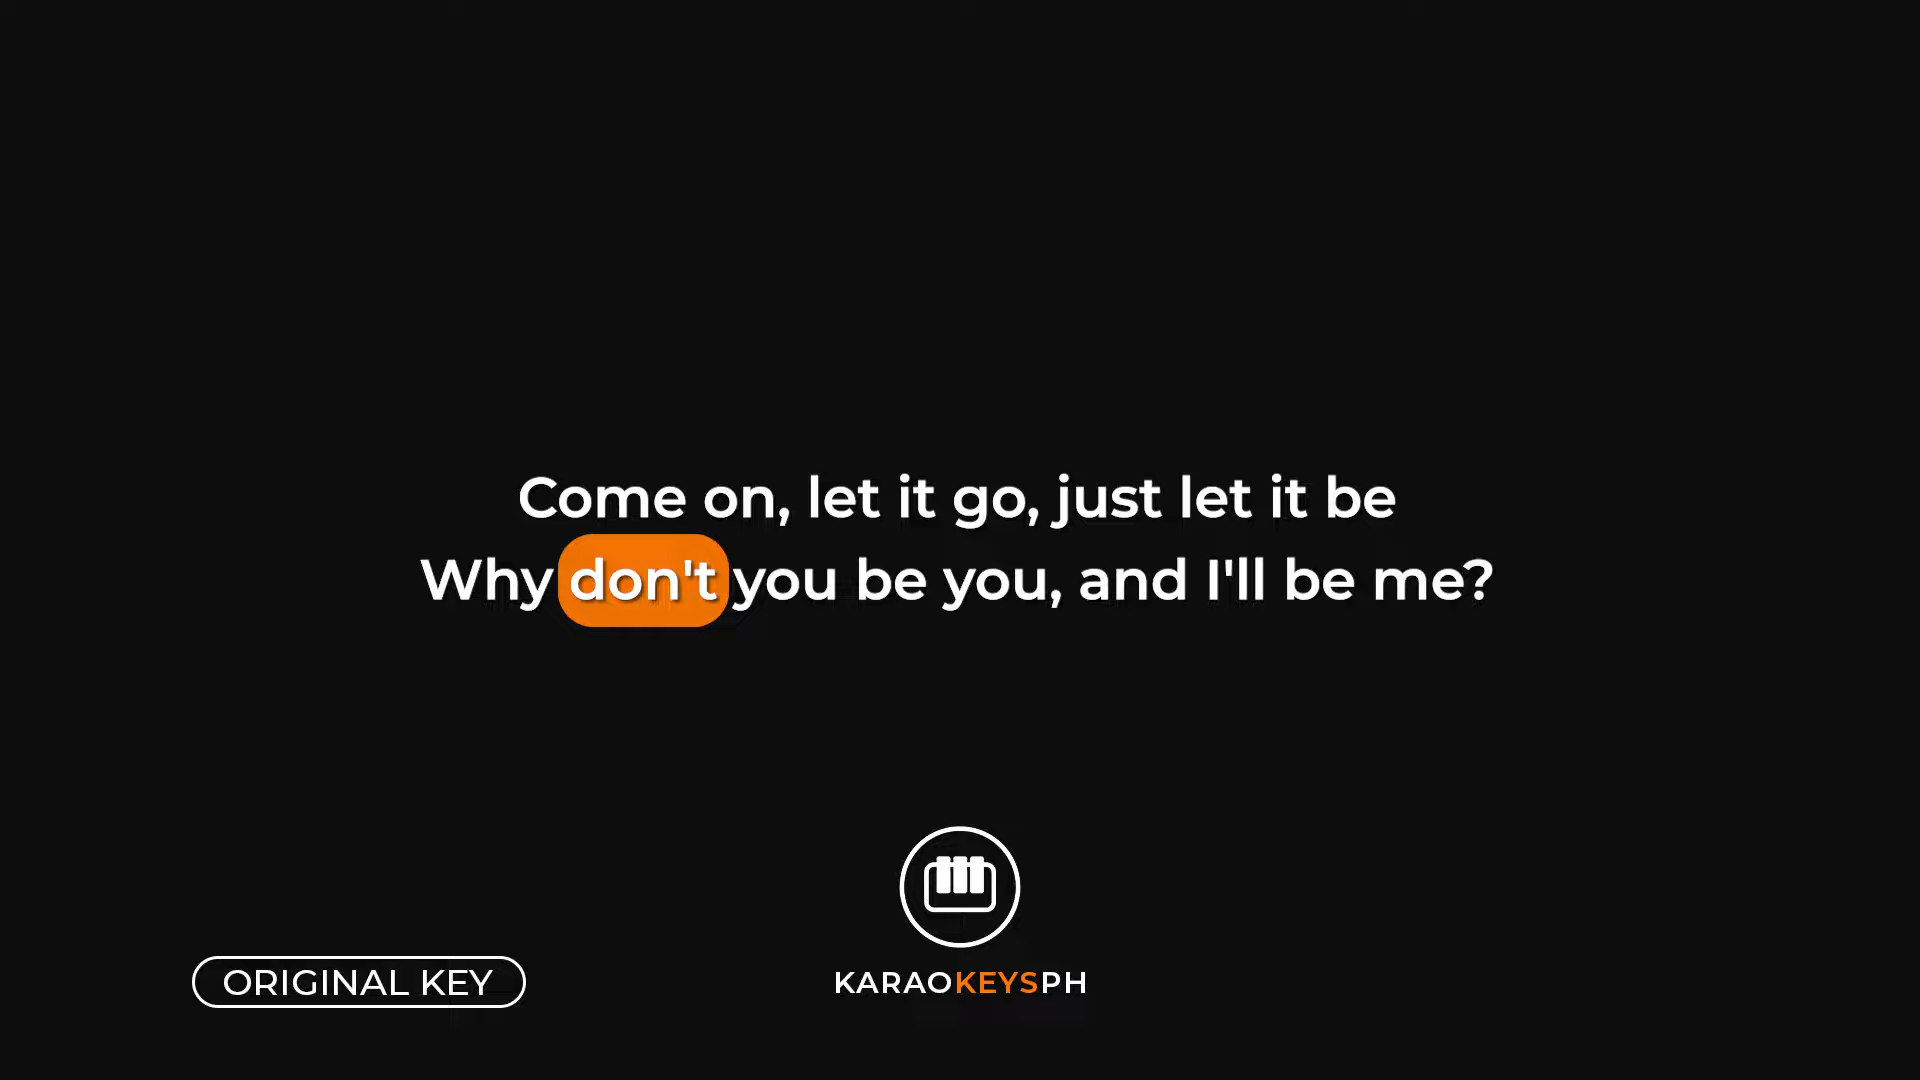 Come on, let it go, just let it be
Why don't you be you, and I'll be me?
ORIGINAL KEY
KARAOKEYSPH